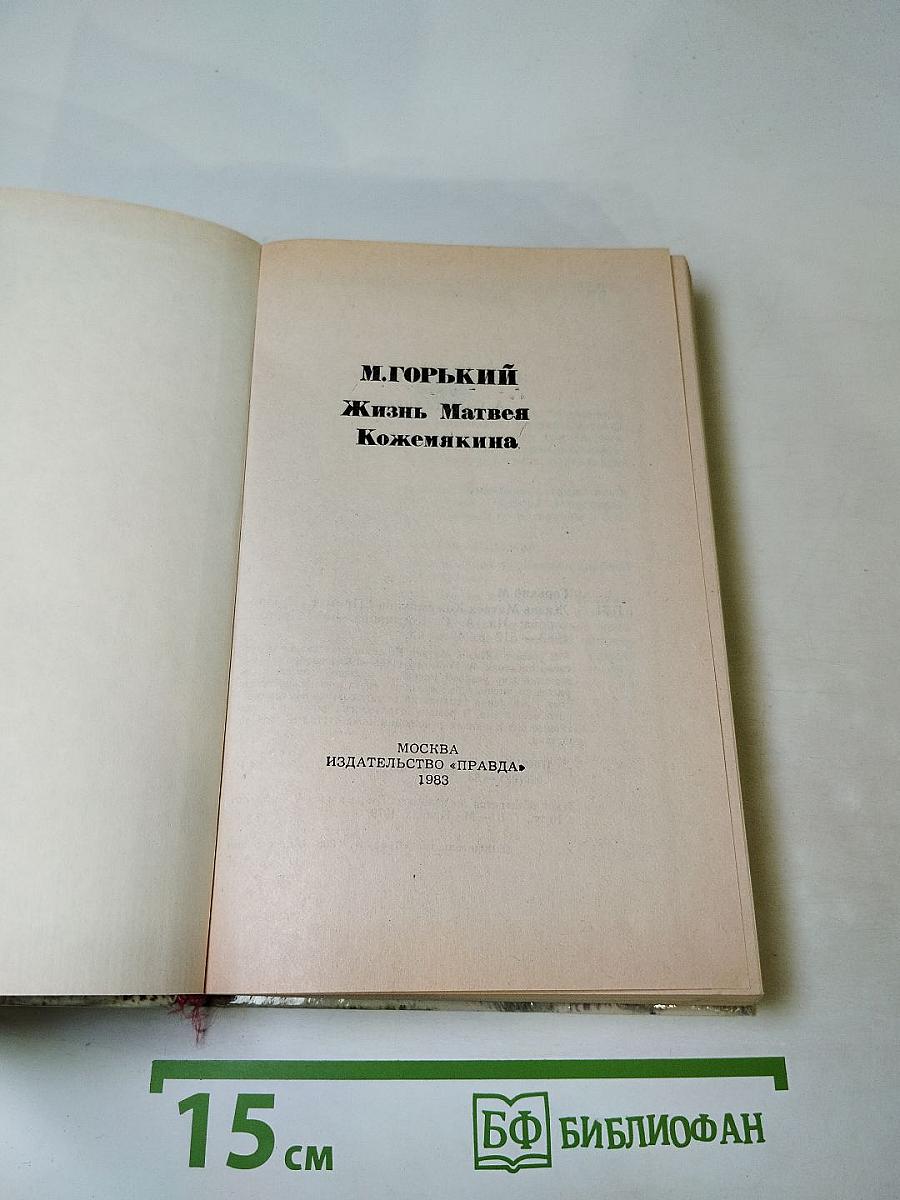 М.ГОРЬКИЙ
Жизнь Матвея
Кожемякина
МОСКВА
ИЗДАТЕЛЬСТВО «ПРАВДА»
1983
15 см
БФ БИБЛИОФАН